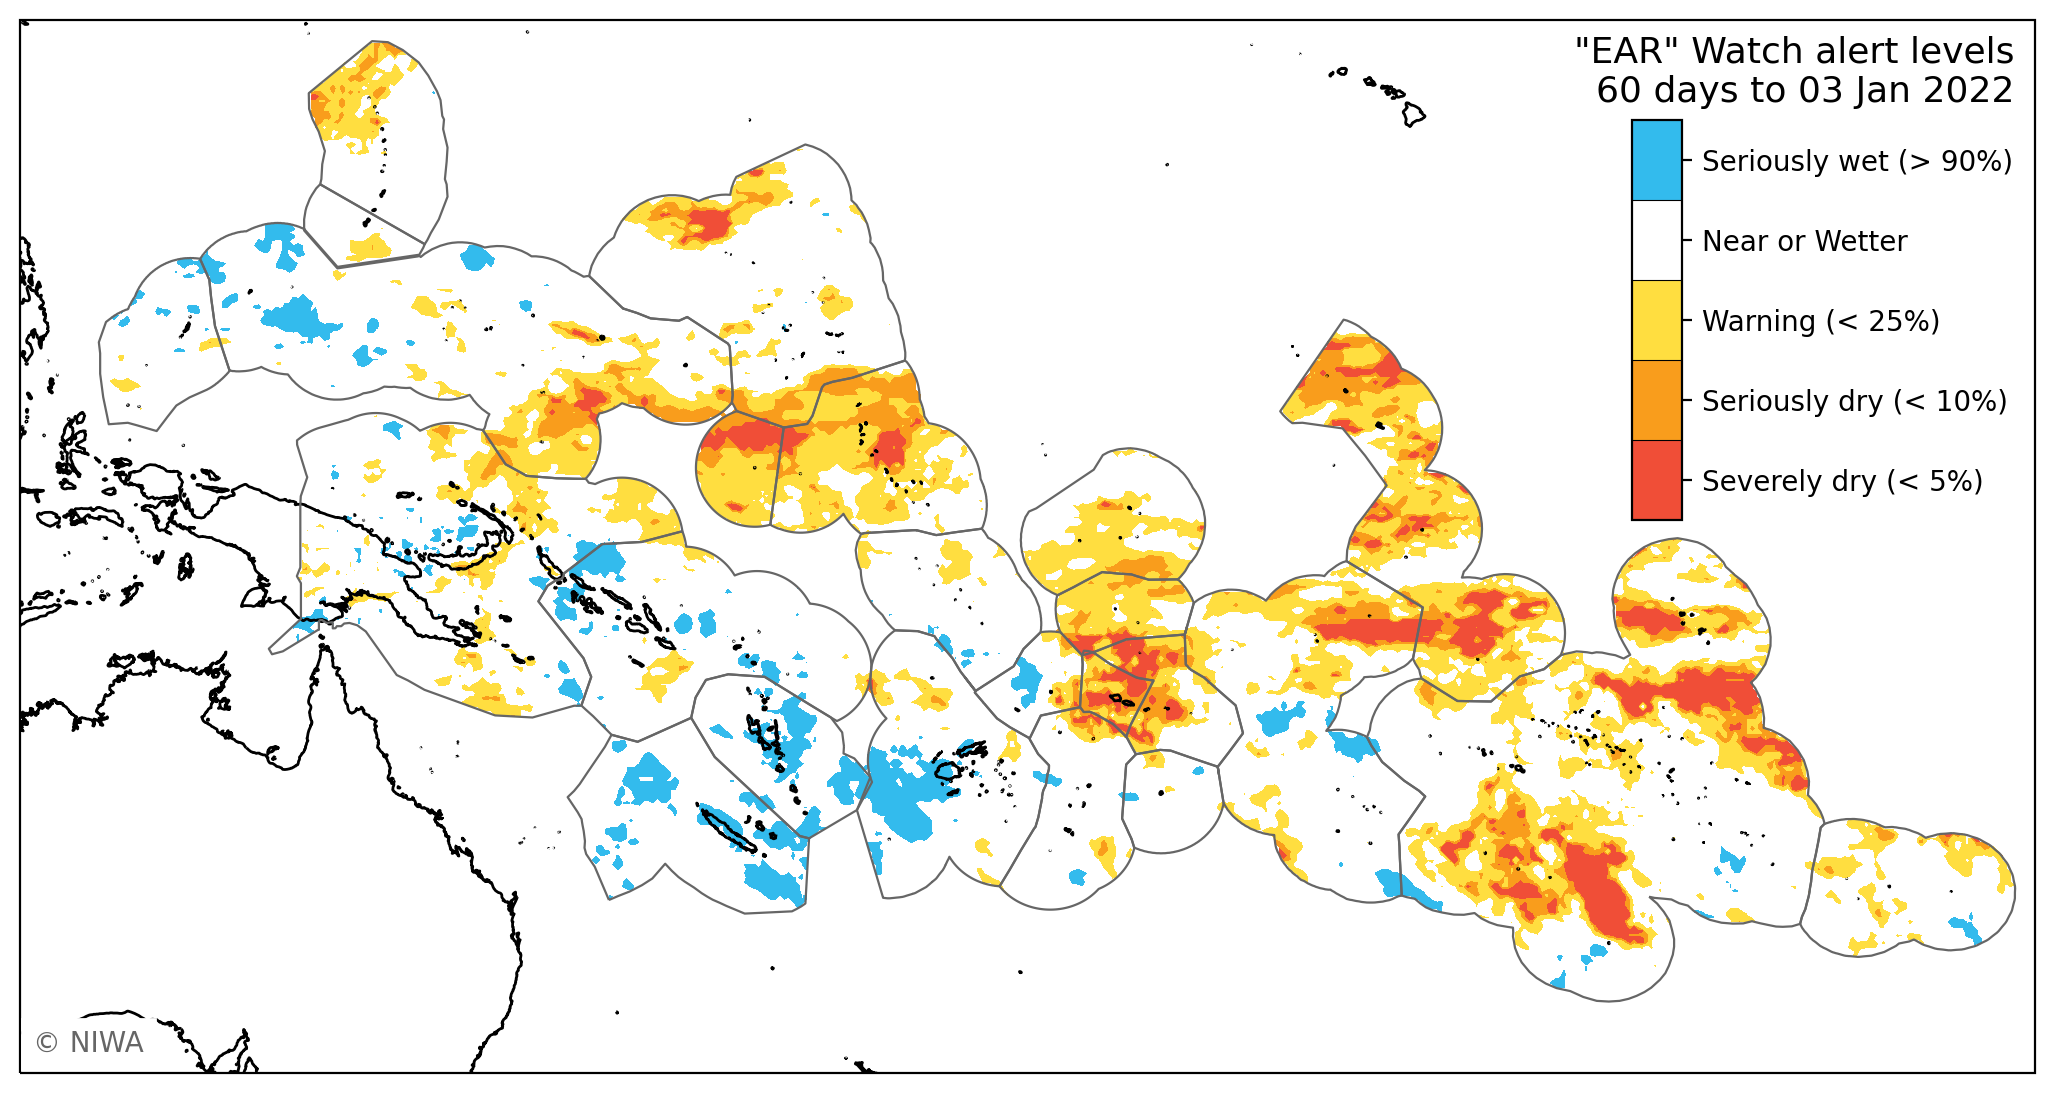 "EAR" Watch alert levels
60 days to 03 Jan 2022
Seriously wet (> 90%)
Near or Wetter
Warning (< 25%)
Seriously dry (< 10%)
Severely dry (< 5%)
© NIWA